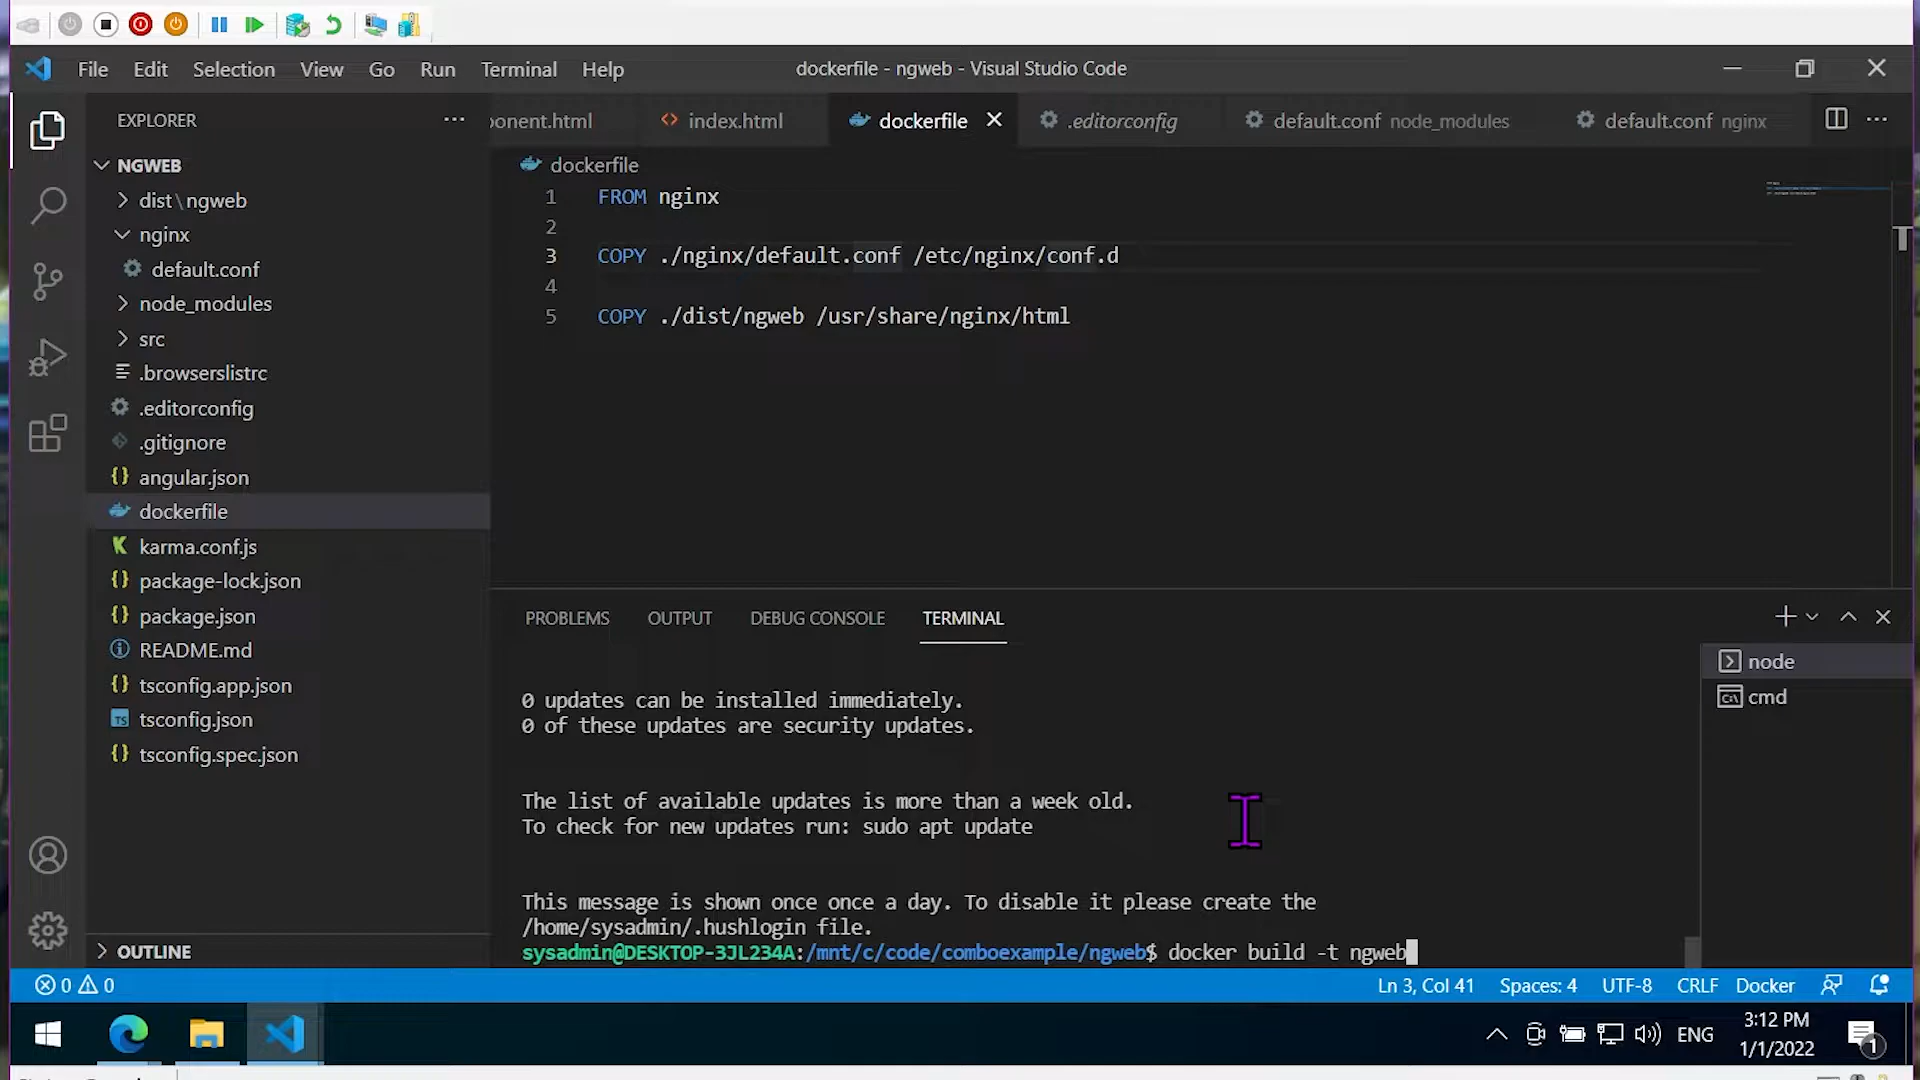 File Edit Selection View Go Run Terminal Help
dockerfile - ngweb - Visual Studio Code
EXPLORER
ponent.html
index.html
dockerfile
.editorconfig
default.conf node_modules
default.conf nginx
NGWEB
dist\ngweb
nginx
default.conf
node_modules
src
.browserslistrc
.editorconfig
.gitignore
angular.json
dockerfile
karma.conf.js
package-lock.json
package.json
README.md
tsconfig.app.json
tsconfig.json
tsconfig.spec.json
OUTLINE
dockerfile
1 FROM nginx
2
3 COPY ./nginx/default.conf /etc/nginx/conf.d
4
5 COPY ./dist/ngweb /usr/share/nginx/html
PROBLEMS OUTPUT DEBUG CONSOLE TERMINAL
node
cmd
0 updates can be installed immediately.
0 of these updates are security updates.
The list of available updates is more than a week old.
To check for new updates run: sudo apt update
This message is shown once once a day. To disable it please create the
/home/sysadmin/.hushlogin file.
sysadmin@DESKTOP-3JL234A:/mnt/c/code/comboexample/ngweb$ docker build -t ngweb
0 0
Ln 3, Col 41 Spaces: 4 UTF-8 CRLF Docker
ENG
3:12 PM
1/1/2022
1